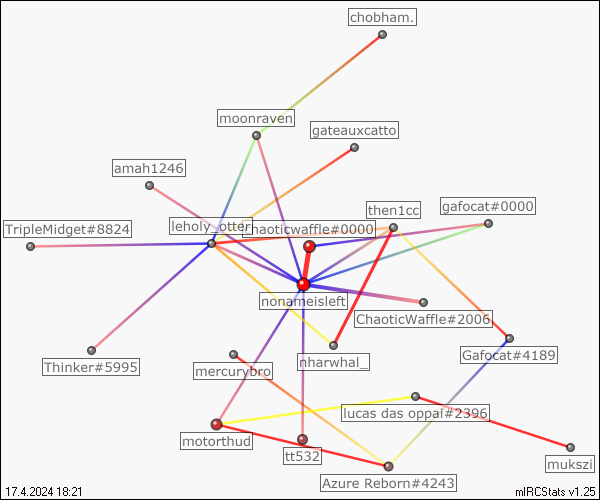 chobham.
moonraven
gateauxcatto
amah1246
then1cc
gafocat#0000
TripleMidget#8824
leholy_otter
Chaoticwaffle#0000
nonameisleft
ChaoticWaffle#2006
Thinker#5995
mercurybro
nharwhal_
Gafocat#4189
lucas das oppai#2396
motorthud
tt532
mukszi
Azure Reborn#4243
17.4.2024 18:21
mIRCStats v1.25